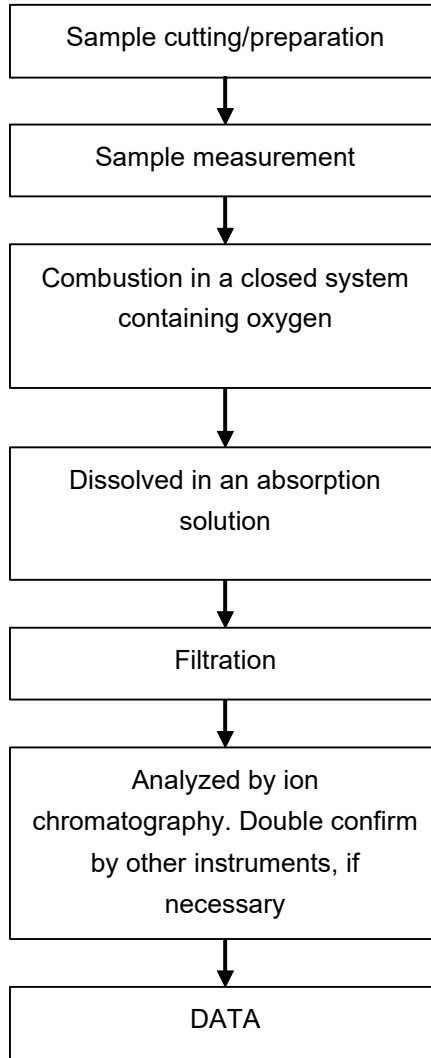 Sample cutting/preparation
Sample measurement
Combustion in a closed system
containing oxygen
Dissolved in an absorption
solution
Filtration
Analyzed by ion
chromatography. Double confirm
by other instruments, if
necessary
DATA